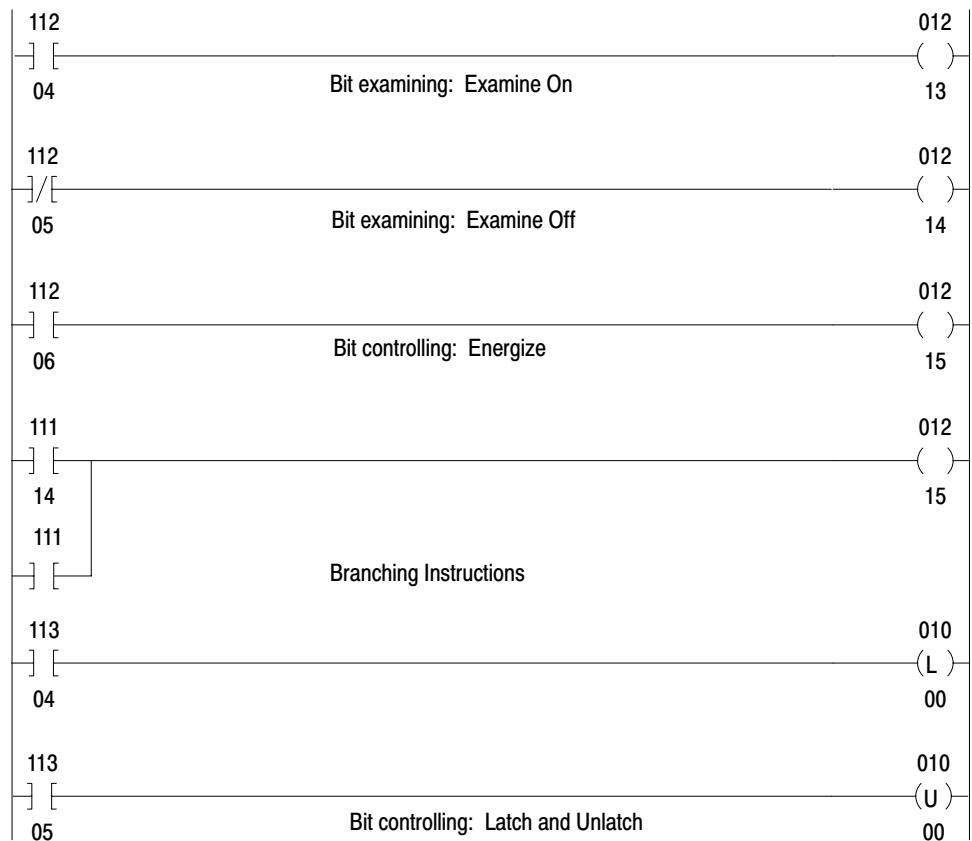 112 012
04 Bit examining: Examine On 13
112 012
05 Bit examining: Examine Off 14
112 012
06 Bit controlling: Energize 15
111 012
14 15
111
Branching Instructions
113 010
L
04 00
113 010
U
05 Bit controlling: Latch and Unlatch 00